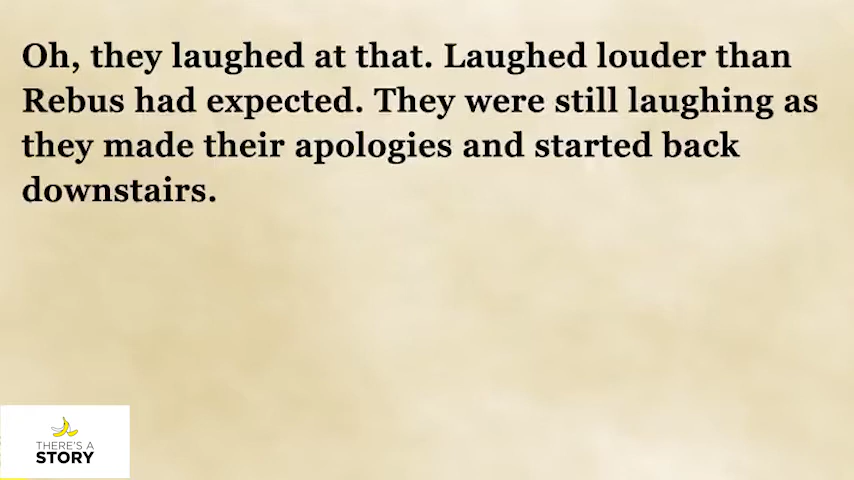 Oh, they laughed at that. Laughed louder than
Rebus had expected. They were still laughing as
they made their apologies and started back
downstairs.
THERE'S A
STORY